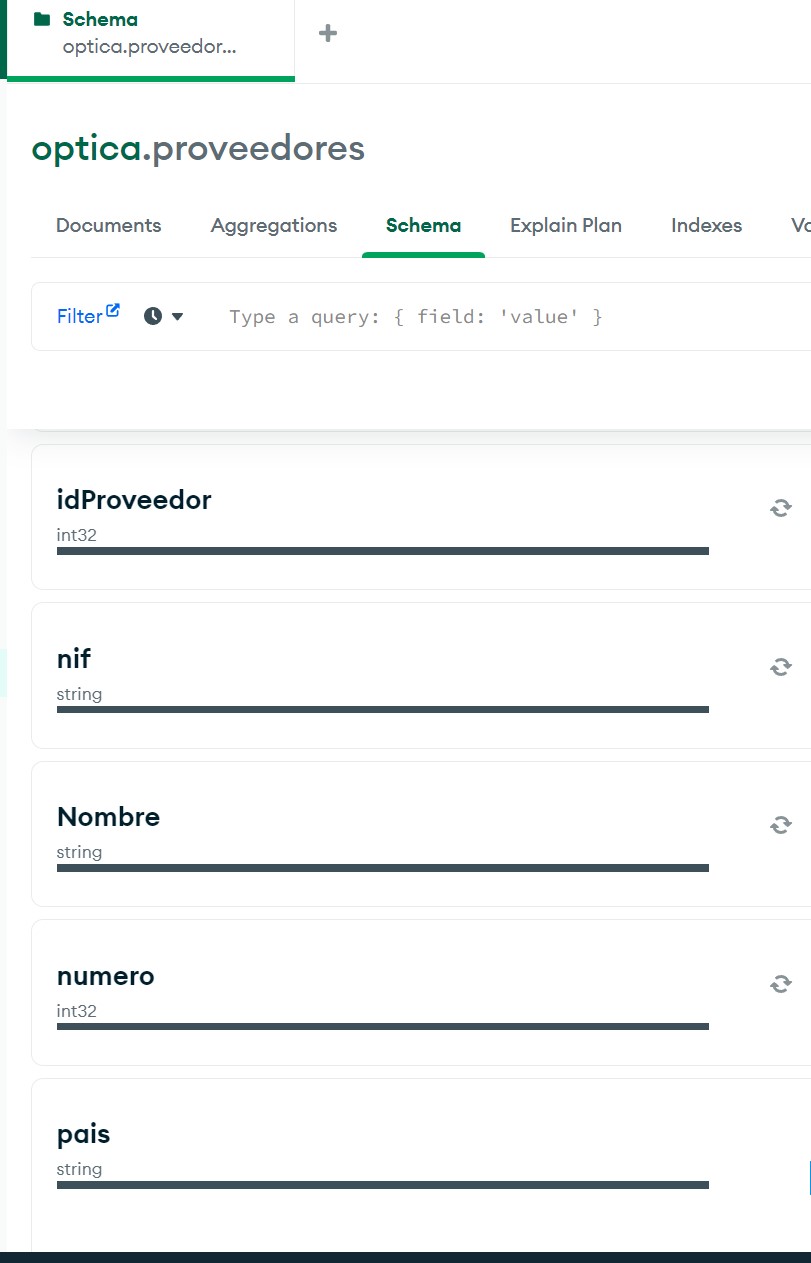 Schema
optica.proveedor...
optica.proveedores
Documents Aggregations Schema Explain Plan Indexes
Filter Type a query: { field: 'value' }
idProveedor
int32
nif
string
Nombre
string
numero
int32
pais
string